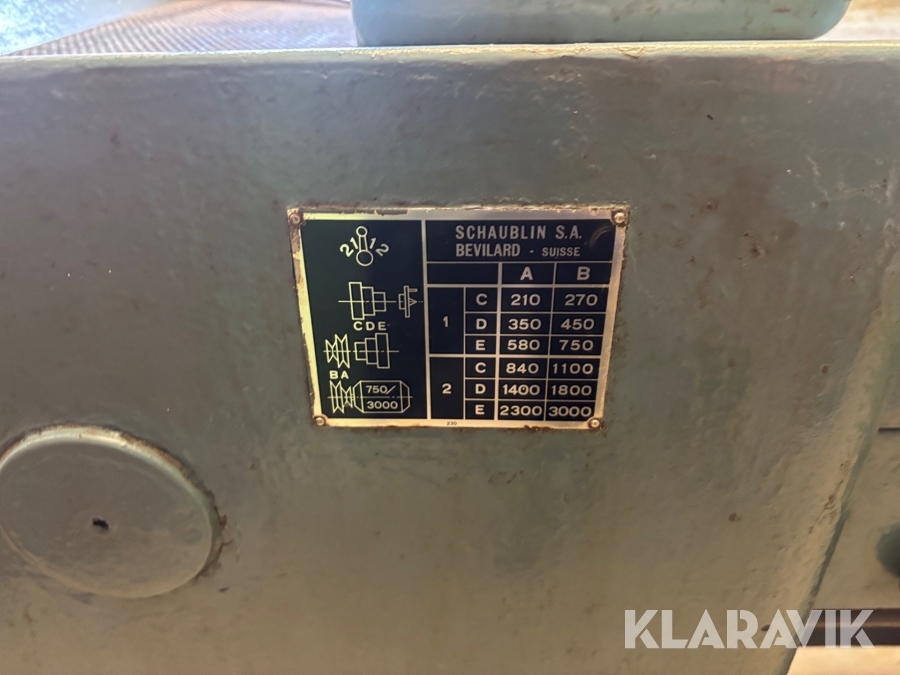 2 1 1 2
C D E
B A
750/
3000
SCHAUBLIN S.A.
BEVILARD - SUISSE
A B
1
C 210 270
D 350 450
E 580 750
2
C 840 1100
D 1400 1800
E 2300 3000
230
KLARAVIK